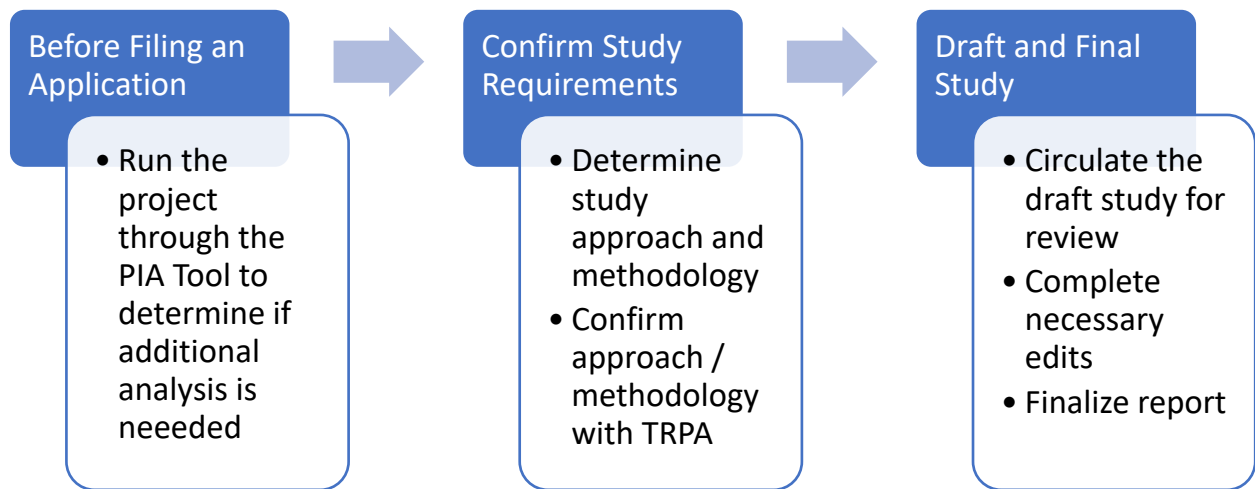 Before Filing an
Application
• Run the
project
through the
PIA Tool to
determine if
additional
analysis is
neeeded
Confirm Study
Requirements
• Determine
study
approach and
methodology
• Confirm
approach /
methodology
with TRPA
Draft and Final
Study
• Circulate the
draft study for
review
• Complete
necessary
edits
• Finalize report